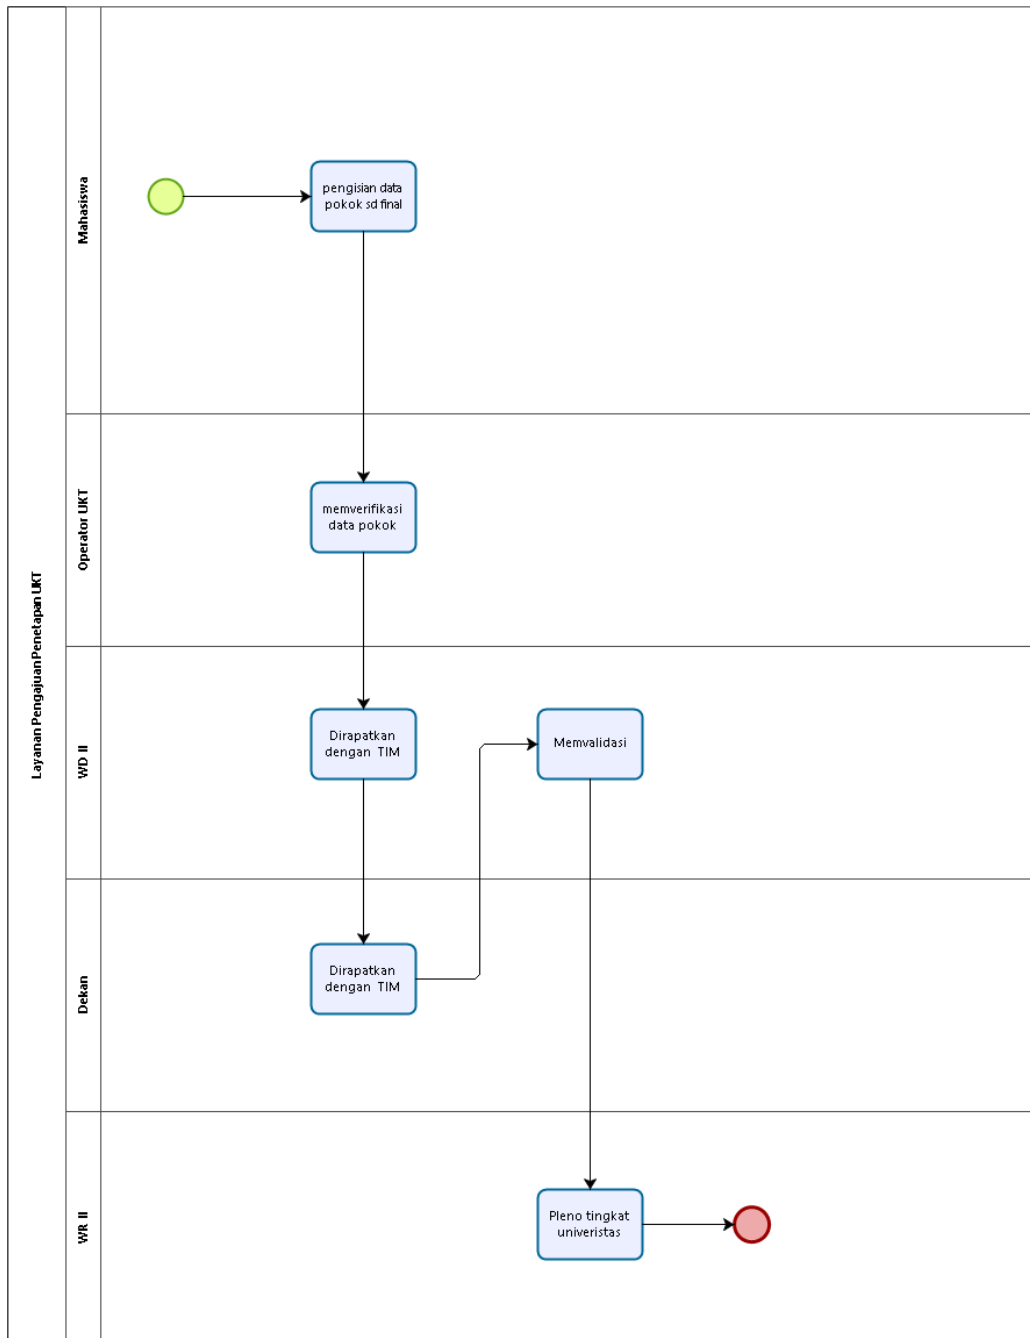 Layanan Pengajuan Penetapan UKT
Mahasiswa
pengisian data
pokok sd final
Operator UKT
memverifikasi
data pokok
WD II
Dirapatkan
dengan TIM
Memvalidasi
Dekan
Dirapatkan
dengan TIM
WR II
Pleno tingkat
univeristas